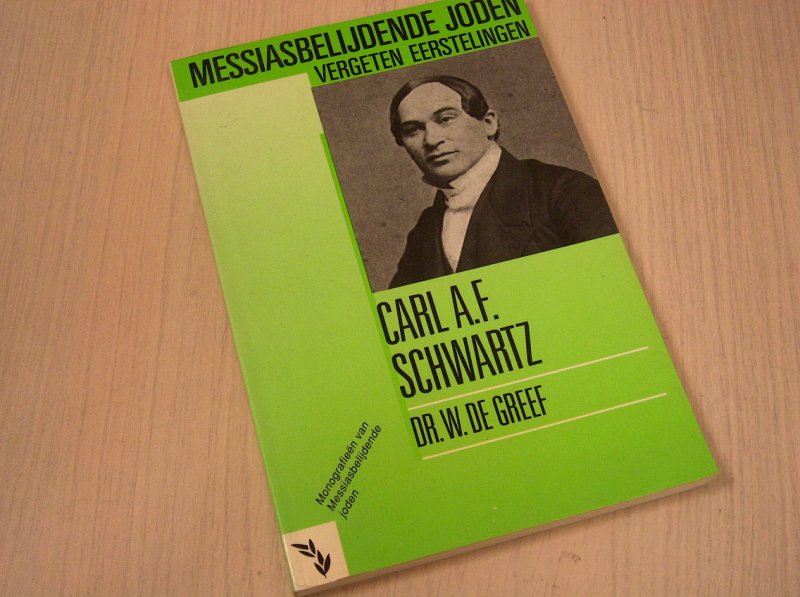 MESSIASBELIJDENDE JODEN
VERGETEN EERSTELINGEN
CARL A.F.
SCHWARTZ
DR. W. DE GREEF
Monografieën van
Messiasbelijdende
joden